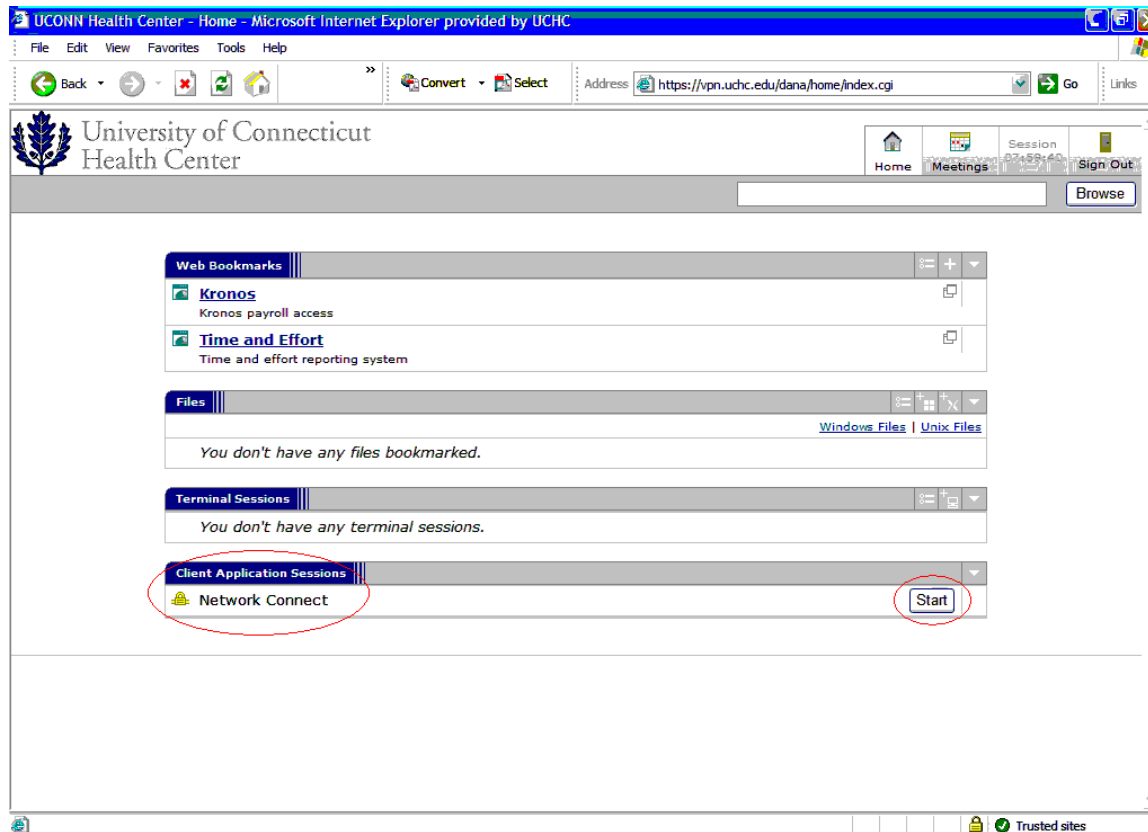 UCONN Health Center - Home - Microsoft Internet Explorer provided by UCHC
File Edit View Favorites Tools Help
Back » Convert Select Address https://vpn.uchc.edu/dana/home/index.cgi Go Links
University of Connecticut
Health Center
Session
Home Meetings Sign Out
Browse
Web Bookmarks
Kronos
Kronos payroll access
Time and Effort
Time and effort reporting system
Files
Windows Files | Unix Files
You don't have any files bookmarked.
Terminal Sessions
You don't have any terminal sessions.
Client Application Sessions
Network Connect Start
Trusted sites